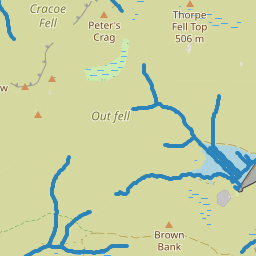 Cracoe
Fell
Peter's
Crag
Thorpe
Fell Top
506 m
w
Out fell
Brown
Bank